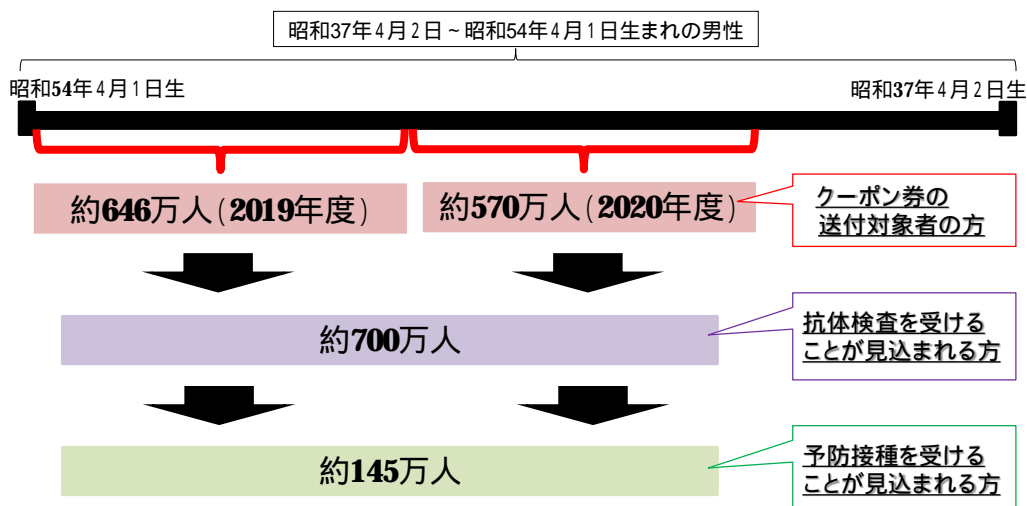 昭和37年4月2日~昭和54年4月1日生まれの男性
昭和54年4月1日生
昭和37年4月2日生
約646万人(2019年度)
約570万人(2020年度)
クーポン券の
送付対象者の方
約700万人
抗体検査を受ける
ことが見込まれる方
約145万人
予防接種を受ける
ことが見込まれる方